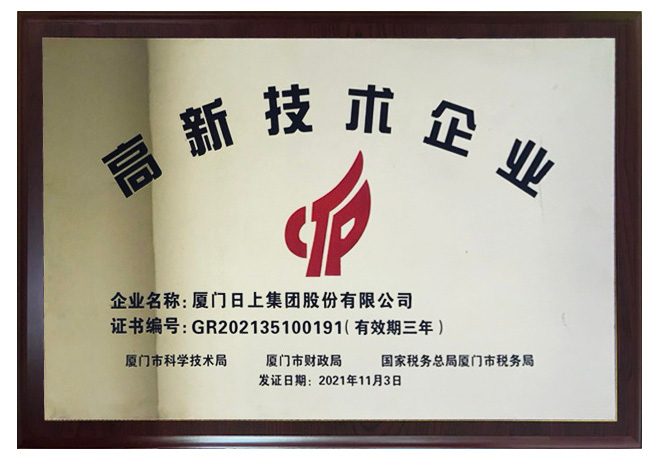 高新技术企业
企业名称：厦门日上集团股份有限公司
证书编号：GR202135100191（有效期三年）
厦门市科学技术局 厦门市财政局 国家税务总局厦门市税务局
发证日期：2021年11月3日